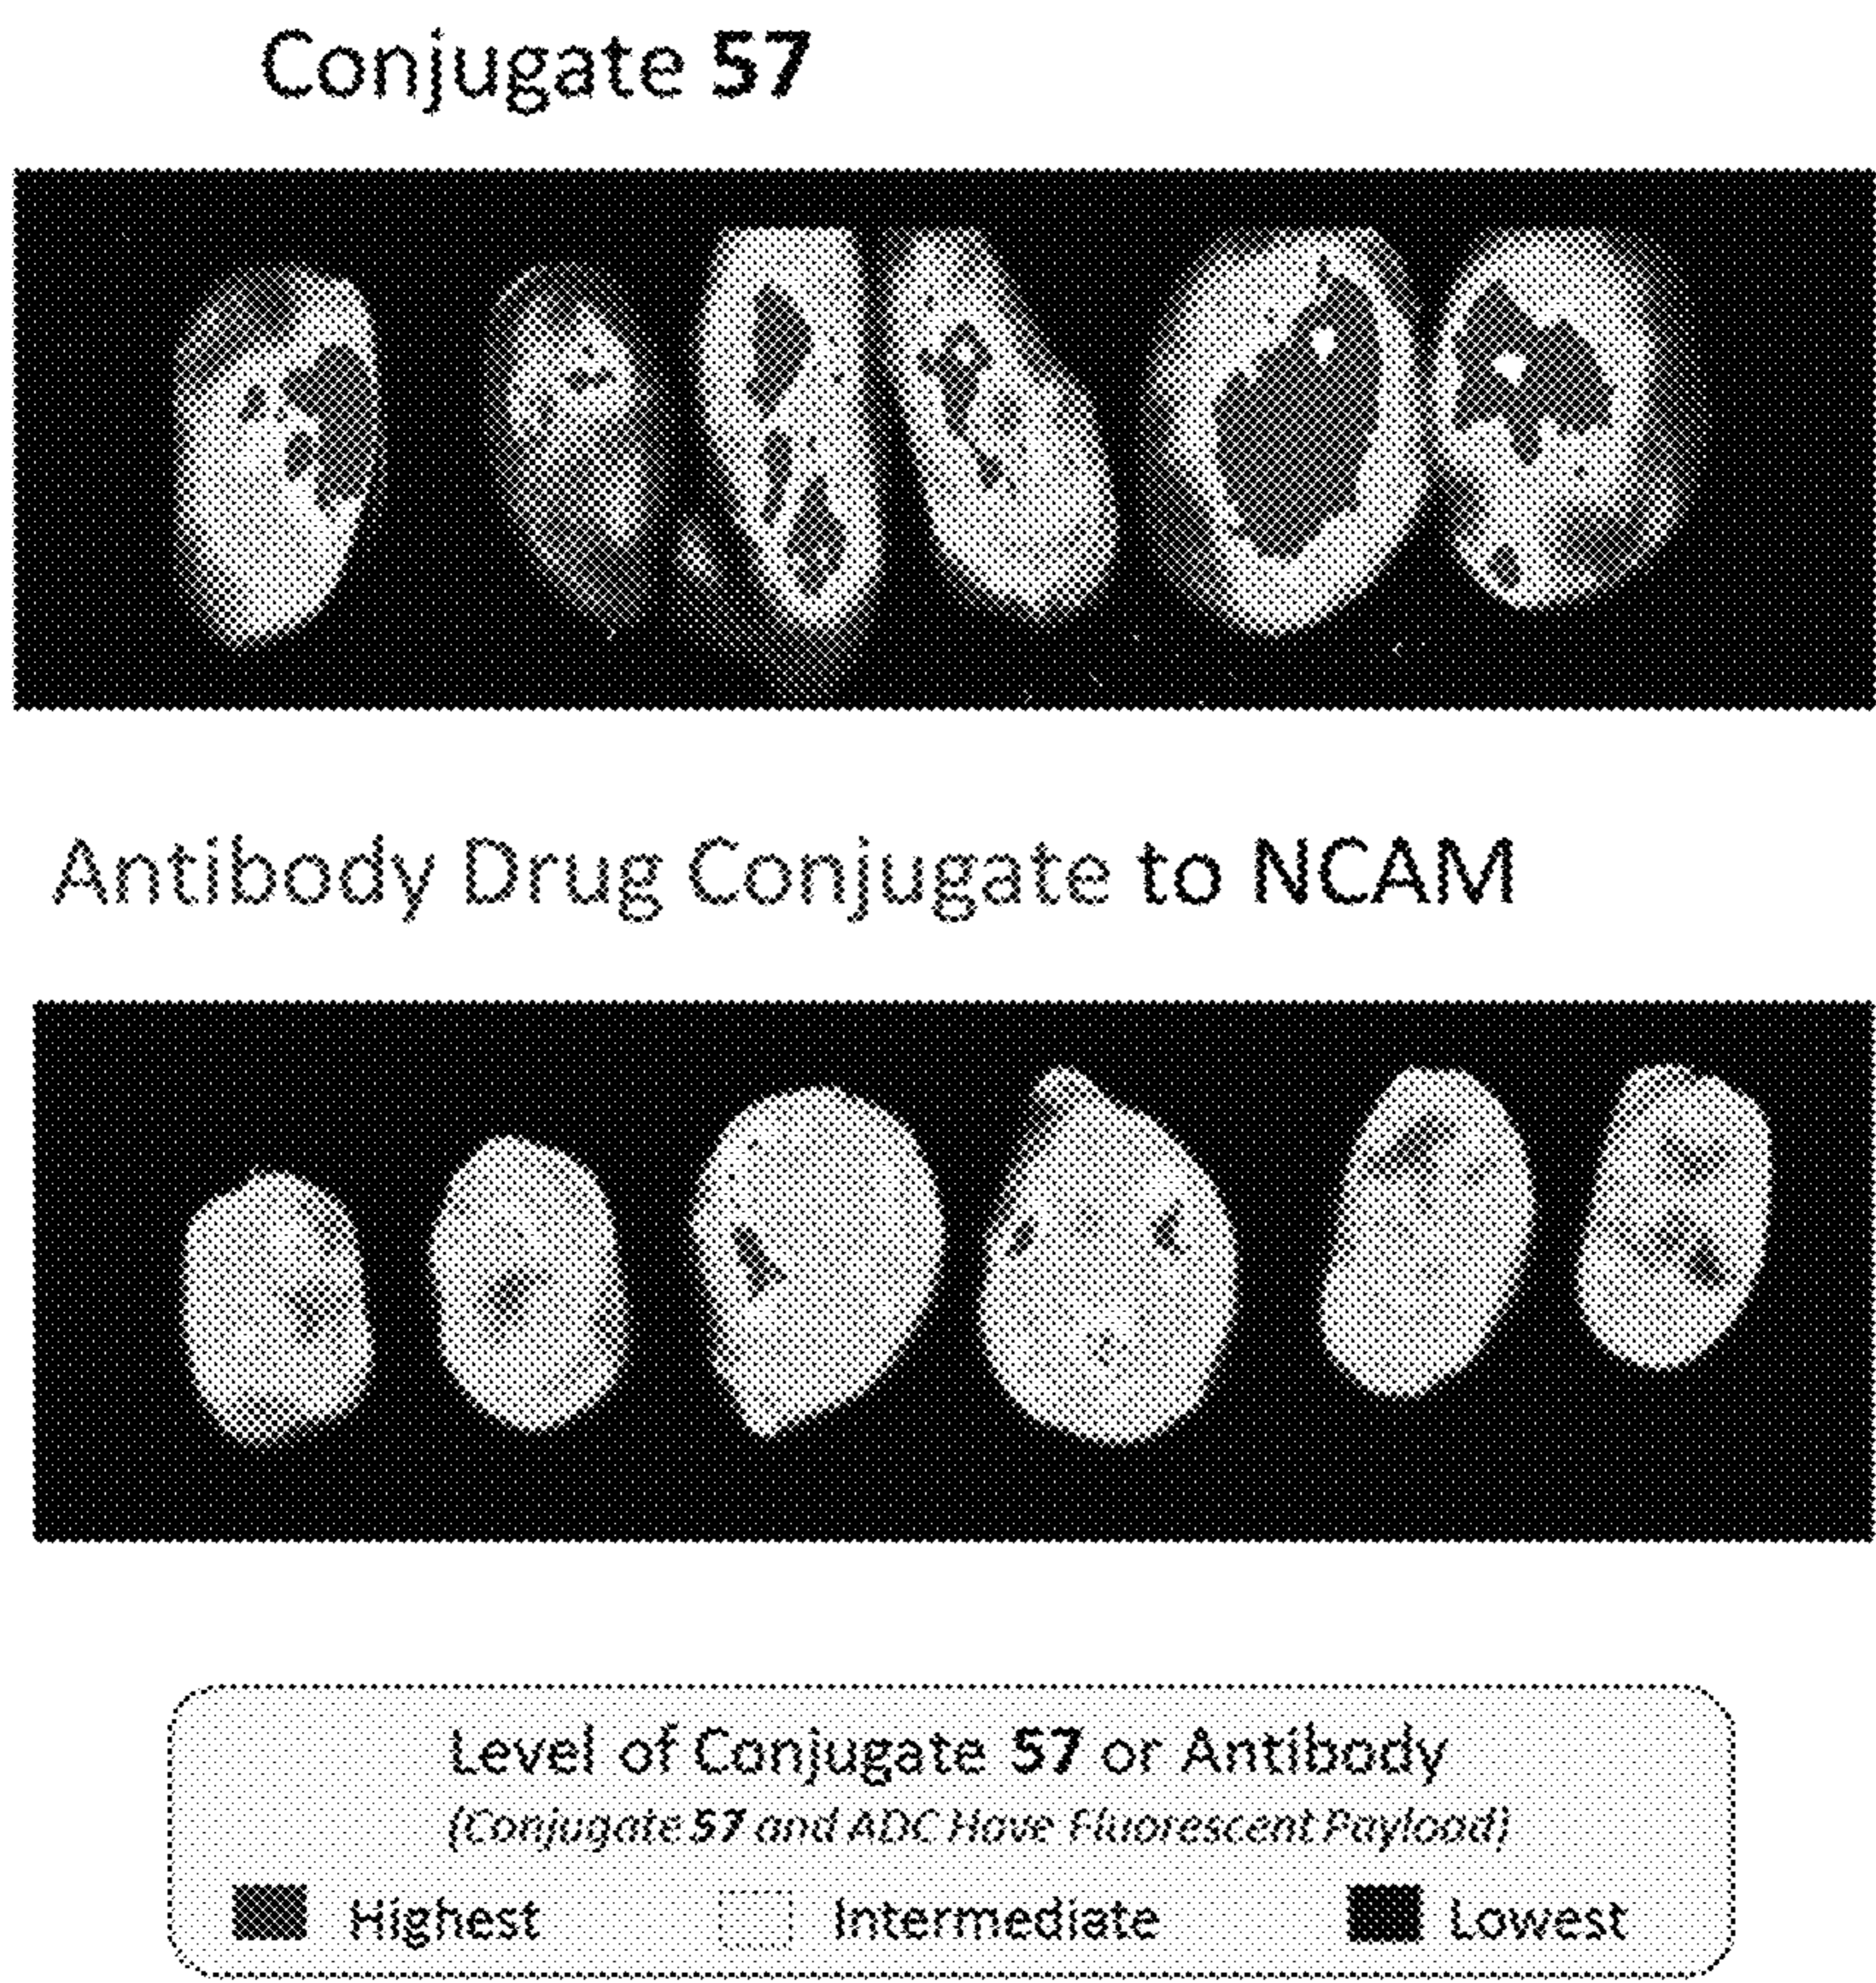 Conjugate 57
Antibody Drug Conjugate to NCAM
Level of Conjugate 57 or Antibody
(Conjugate 57 and ADC Have Fluorescent Payload)
Highest Intermediate Lowest